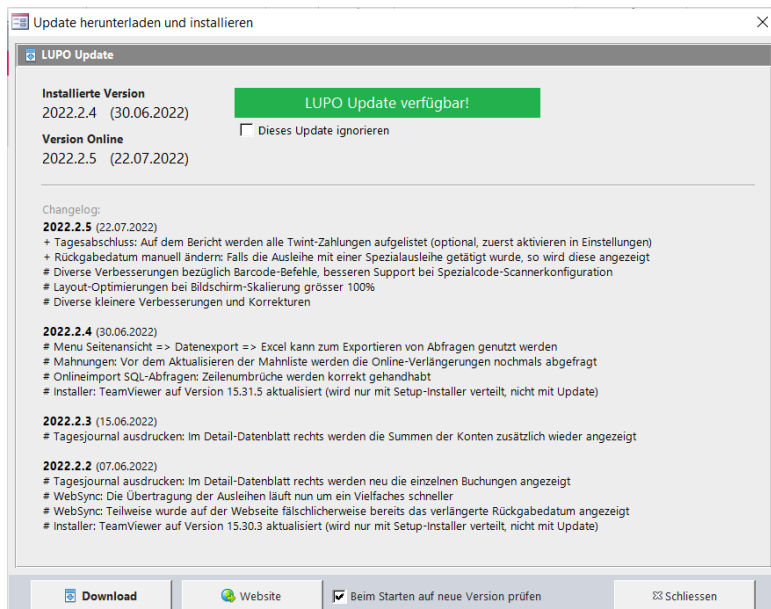 Update herunterladen und installieren
LUPO Update
Installierte Version
2022.2.4 (30.06.2022)
Version Online
2022.2.5 (22.07.2022)
LUPO Update verfügbar!
Dieses Update ignorieren
Changelog:
2022.2.5 (22.07.2022)
+ Tagesabschluss: Auf dem Bericht werden alle Twint-Zahlungen aufgelistet (optional, zuerst aktivieren in Einstellungen)
+ Rückgabedatum manuell ändern: Falls die Ausleihe mit einer Spezialausleihe getätigt wurde, so wird diese angezeigt
# Diverse Verbesserungen bezüglich Barcode-Befehle, besseren Support bei Spezialcode-Scannerkonfiguration
# Layout-Optimierungen bei Bildschirm-Skalierung grösser 100%
# Diverse kleinere Verbesserungen und Korrekturen
2022.2.4 (30.06.2022)
# Menu Seitenansicht => Datenexport => Excel kann zum Exportieren von Abfragen genutzt werden
# Mahnungen: Vor dem Aktualisieren der Mahnliste werden die Online-Verlängerungen nochmals abgefragt
# Onlineimport SQL-Abfragen: Zeilenumbrüche werden korrekt gehandhabt
# Installer: TeamViewer auf Version 15.31.5 aktualisiert (wird nur mit Setup-Installer verteilt, nicht mit Update)
2022.2.3 (15.06.2022)
# Tagesjournal ausdrucken: Im Detail-Datenblatt rechts werden die Summen der Konten zusätzlich wieder angezeigt
2022.2.2 (07.06.2022)
# Tagesjournal ausdrucken: Im Detail-Datenblatt rechts werden neu die einzelnen Buchungen angezeigt
# WebSync: Die Übertragung der Ausleihen läuft nun um ein Vielfaches schneller
# WebSync: Teilweise wurde auf der Webseite fälschlicherweise bereits das verlängerte Rückgabedatum angezeigt
# Installer: TeamViewer auf Version 15.30.3 aktualisiert (wird nur mit Setup-Installer verteilt, nicht mit Update)
Download
Website
Beim Starten auf neue Version prüfen
Schliessen